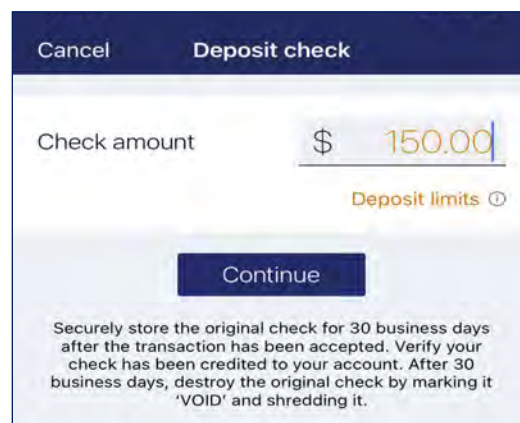 Cancel Deposit check
Check amount $ 150.00
Deposit limits
Continue
Securely store the original check for 30 business days
after the transaction has been accepted. Verify your
check has been credited to your account. After 30
business days, destroy the original check by marking it
'VOID' and shredding it.